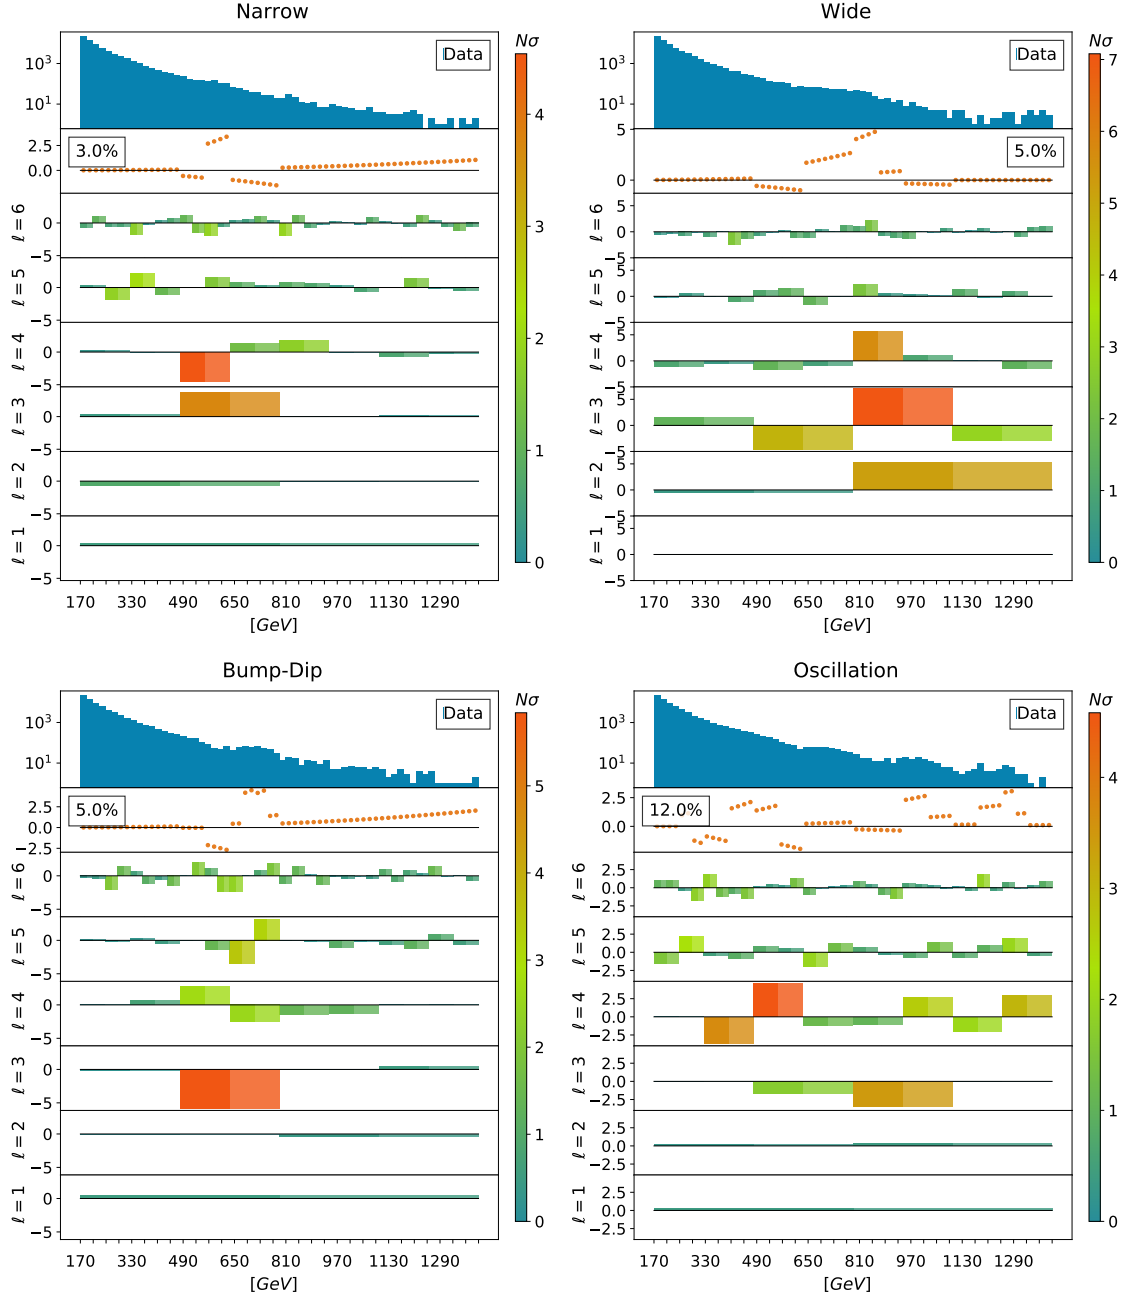 Narrow
Nσ
Data
10³
10¹
3.0%
2.5
0.0
ℓ = 6
0
−5
ℓ = 5
0
−5
ℓ = 4
0
−5
ℓ = 3
0
−5
ℓ = 2
0
−5
ℓ = 1
0
−5
170 330 490 650 810 970 1130 1290
[GeV]
4
3
2
1
0
Wide
Nσ
Data
10³
10¹
5.0%
5
0
ℓ = 6
5
0
−5
ℓ = 5
5
0
−5
ℓ = 4
5
0
−5
ℓ = 3
5
0
−5
ℓ = 2
5
0
−5
ℓ = 1
5
0
−5
170 330 490 650 810 970 1130 1290
[GeV]
7
6
5
4
3
2
1
0
Bump-Dip
Nσ
Data
10³
10¹
5.0%
2.5
0.0
−2.5
ℓ = 6
0
−5
ℓ = 5
0
−5
ℓ = 4
0
−5
ℓ = 3
0
−5
ℓ = 2
0
−5
ℓ = 1
0
−5
170 330 490 650 810 970 1130 1290
[GeV]
5
4
3
2
1
0
Oscillation
Nσ
Data
10³
10¹
12.0%
2.5
0.0
ℓ = 6
2.5
0.0
−2.5
ℓ = 5
2.5
0.0
−2.5
ℓ = 4
2.5
0.0
−2.5
ℓ = 3
2.5
0.0
−2.5
ℓ = 2
2.5
0.0
−2.5
ℓ = 1
2.5
0.0
−2.5
170 330 490 650 810 970 1130 1290
[GeV]
4
3
2
1
0